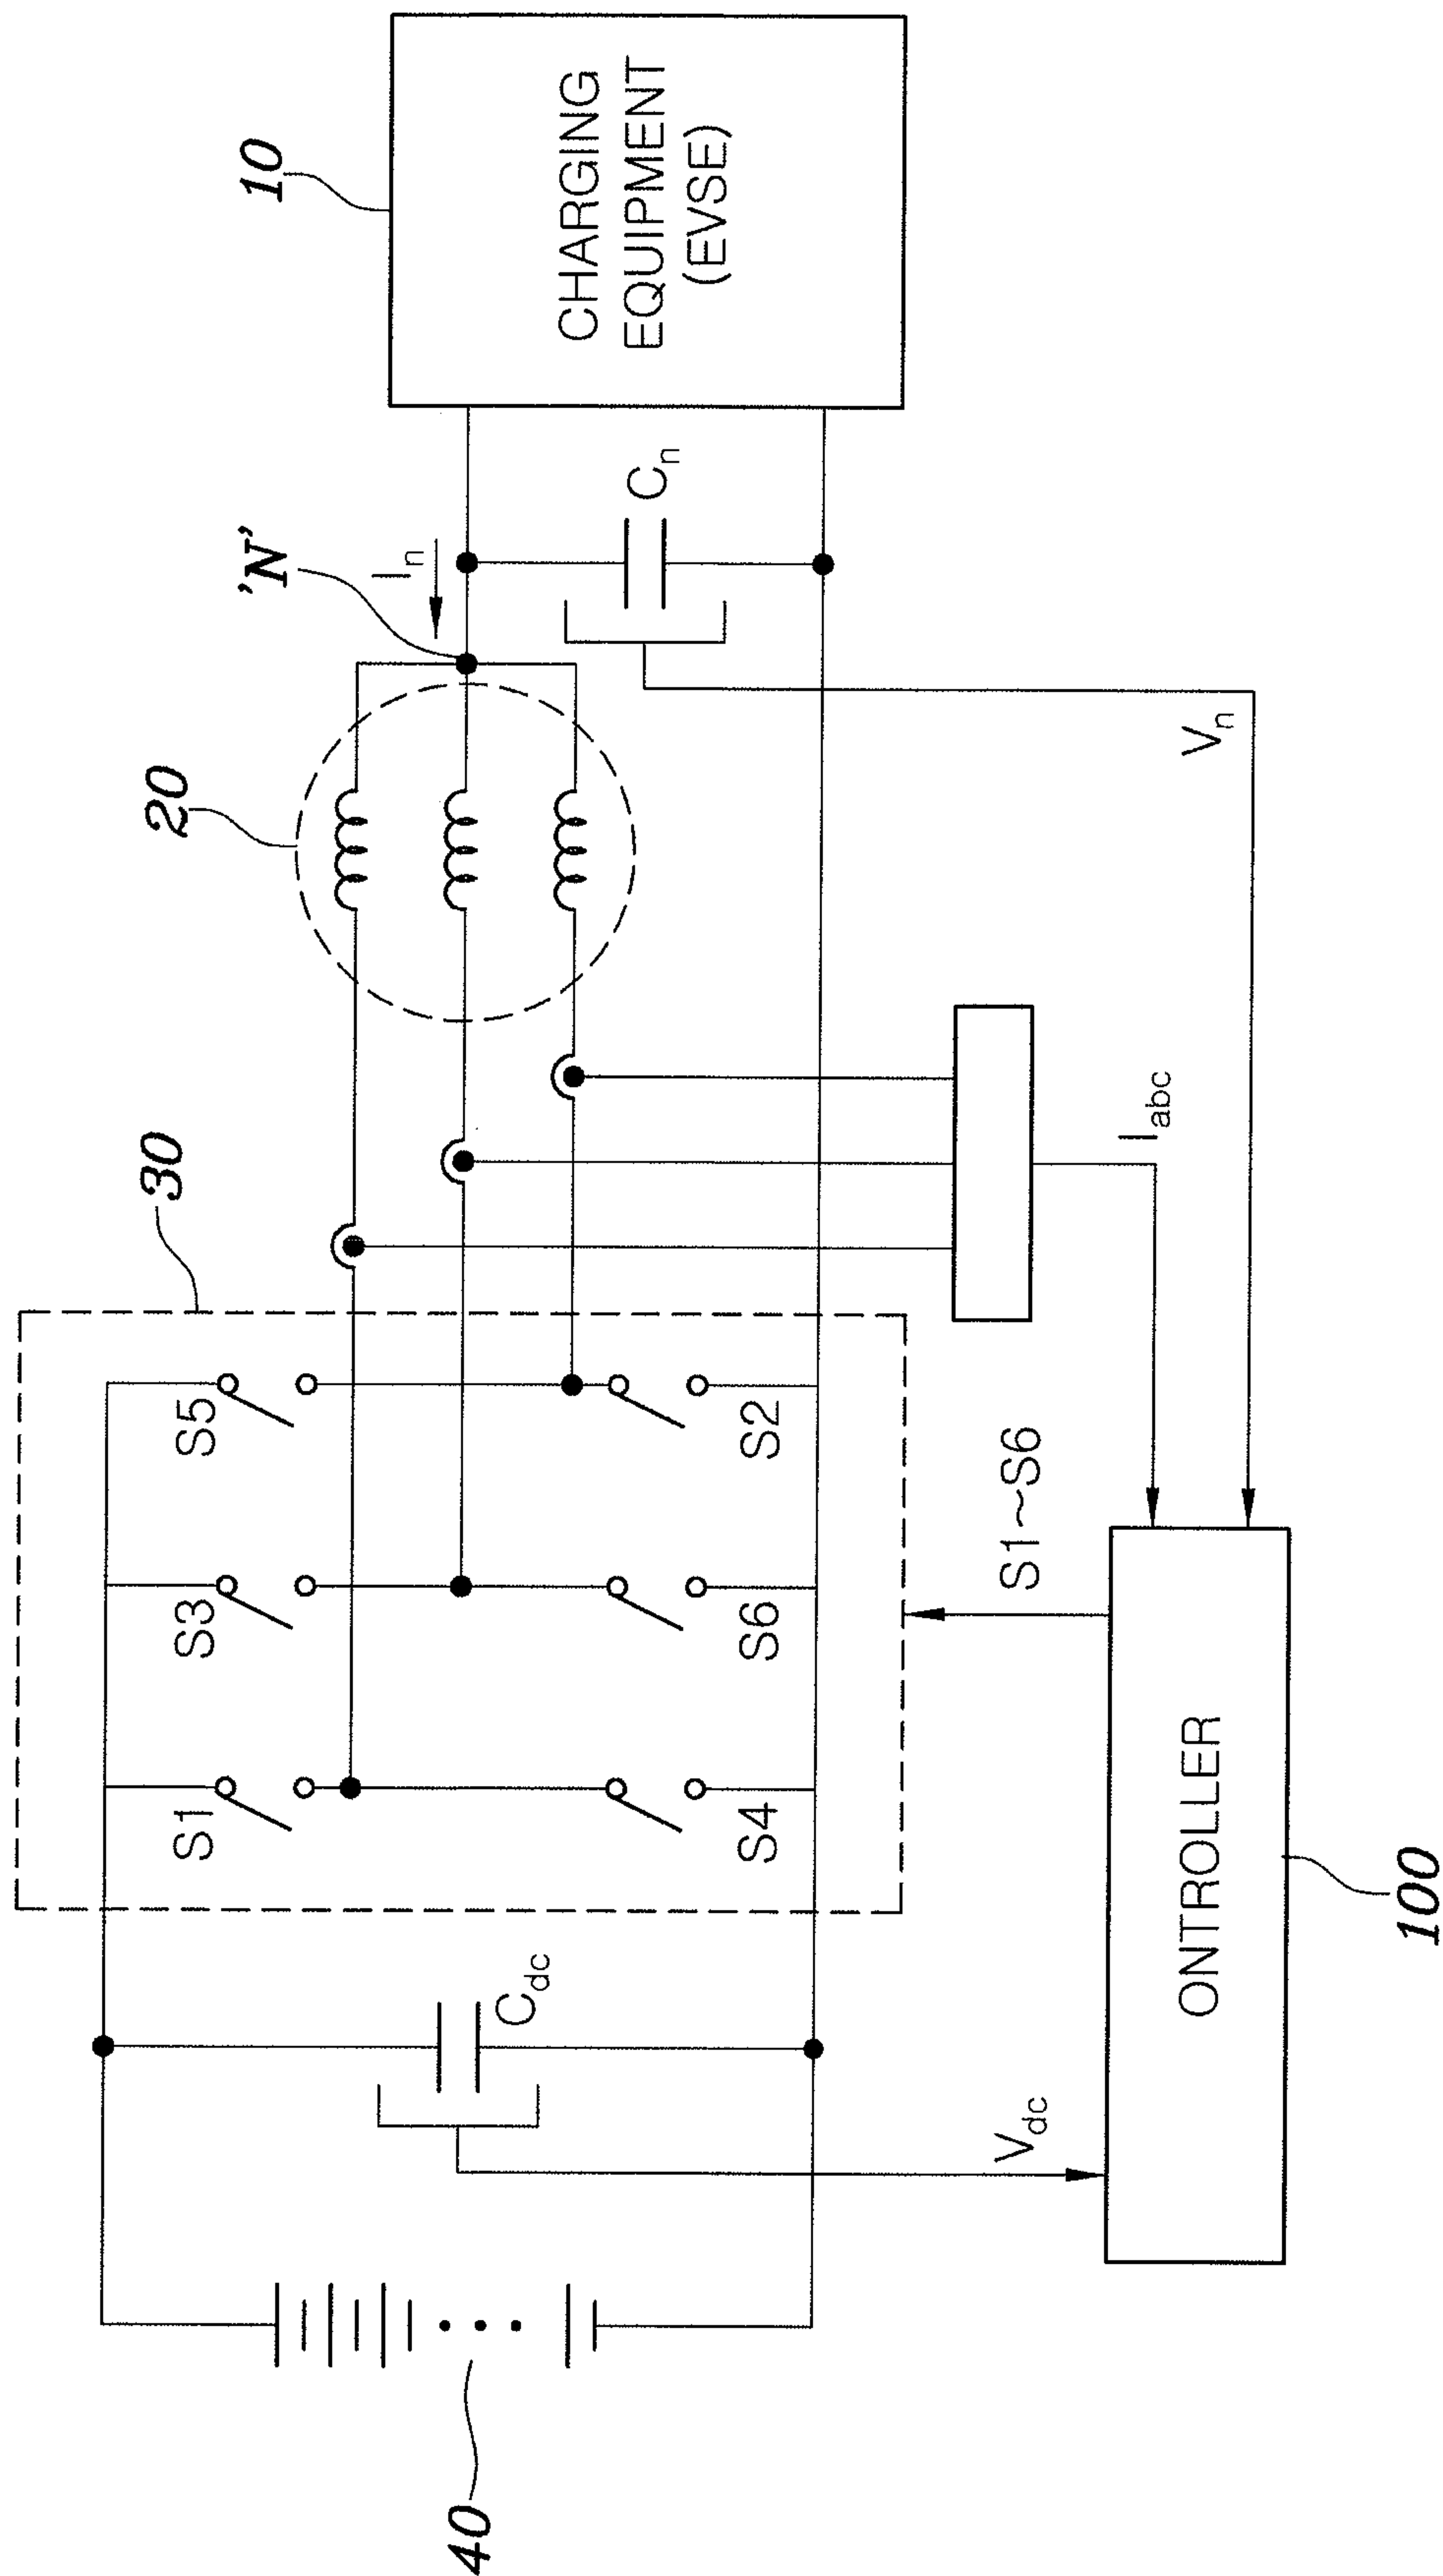 10
CHARGING
EQUIPMENT
(EVSE)
'N'
In
Cn
20
Vn
30
Iabc
S5
S2
S1~S6
S3
S6
S1
S4
ONTROLLER
100
Cdc
Vdc
40